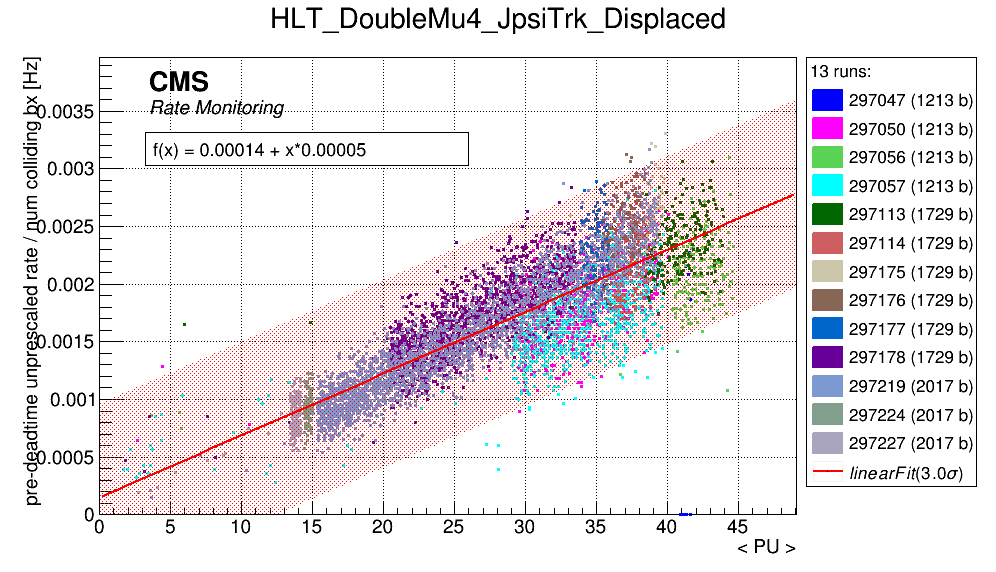 HLT_DoubleMu4_JpsiTrk_Displaced
pre-deadtime unprescaled rate / num colliding bx [Hz]
CMS
Rate Monitoring
f(x) = 0.00014 + x*0.00005
0.0035
0.003
0.0025
0.002
0.0015
0.001
0.0005
0
0 5 10 15 20 25 30 35 40 45
< PU >
13 runs:
297047 (1213 b)
297050 (1213 b)
297056 (1213 b)
297057 (1213 b)
297113 (1729 b)
297114 (1729 b)
297175 (1729 b)
297176 (1729 b)
297177 (1729 b)
297178 (1729 b)
297219 (2017 b)
297224 (2017 b)
297227 (2017 b)
linearFit(3.0σ)